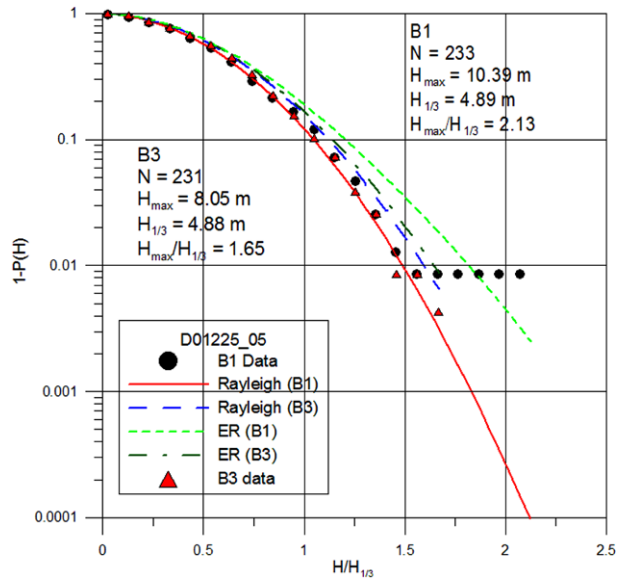 1
0.1
0.01
0.001
0.0001
1-P(H)
B1
N = 233
Hmax = 10.39 m
H1/3 = 4.89 m
Hmax/H1/3 = 2.13
B3
N = 231
Hmax = 8.05 m
H1/3 = 4.88 m
Hmax/H1/3 = 1.65
D01225_05
B1 Data
Rayleigh (B1)
Rayleigh (B3)
ER (B1)
ER (B3)
B3 data
0 0.5 1 1.5 2 2.5
H/H1/3